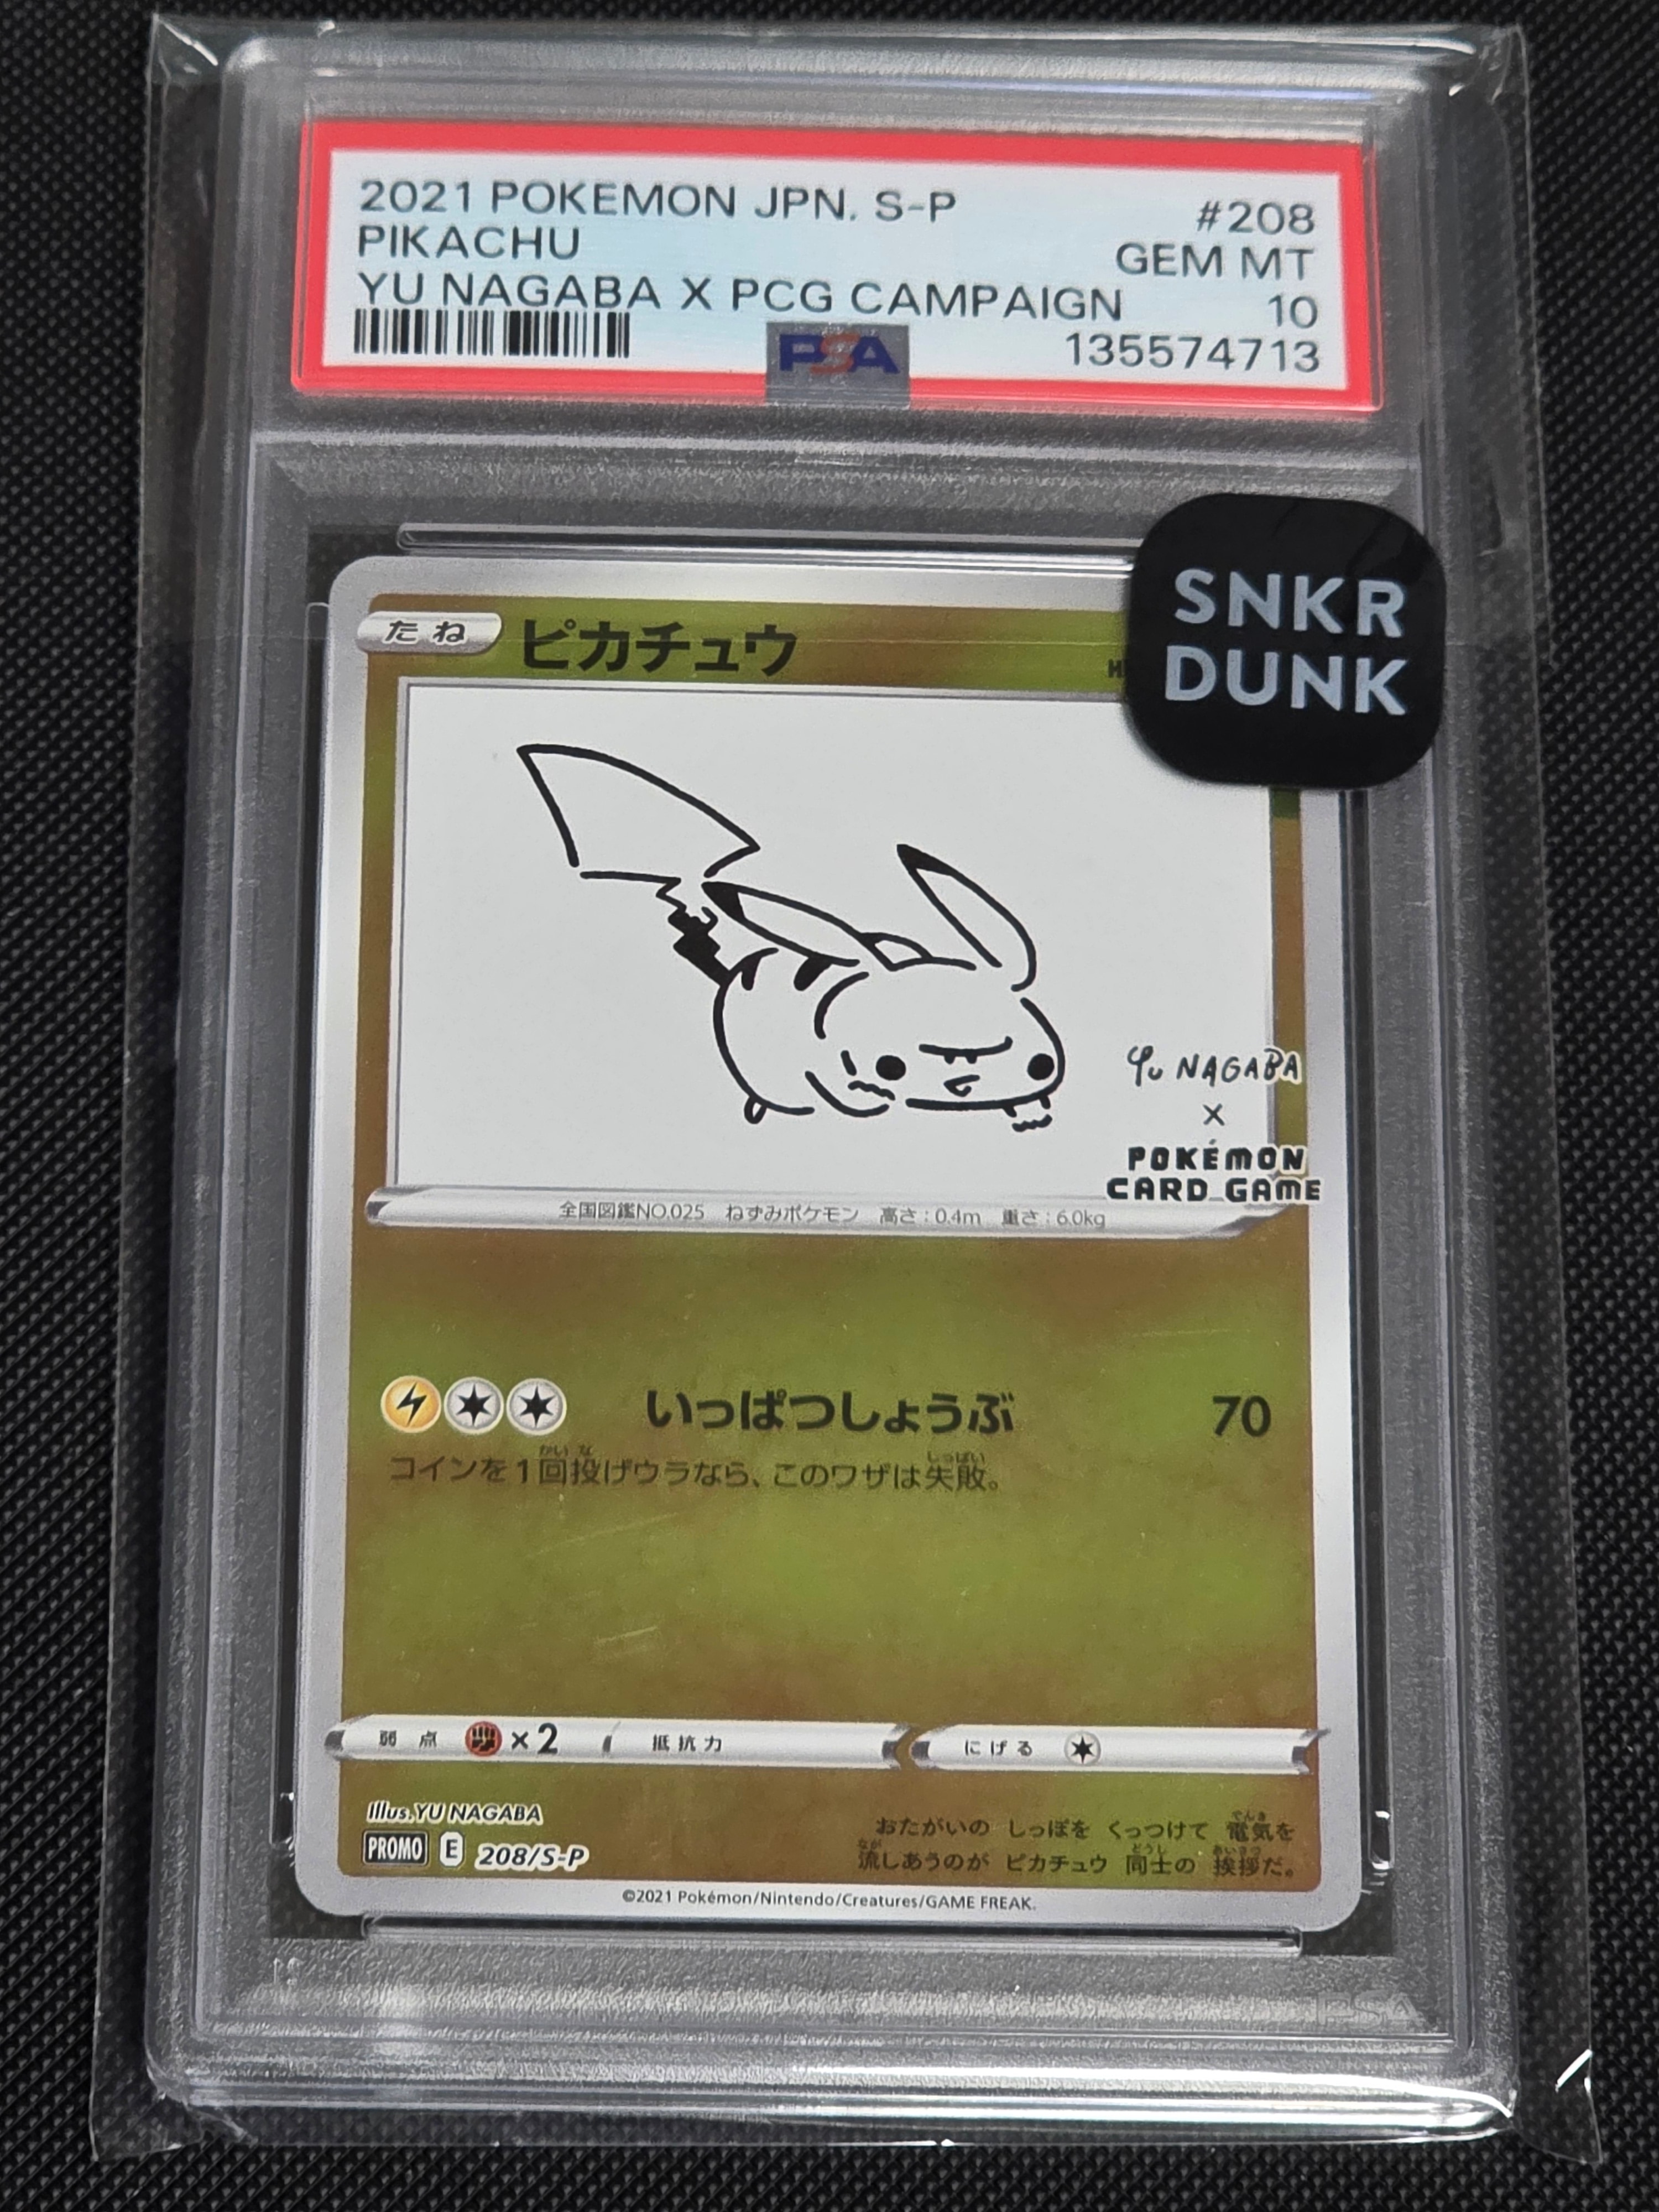 2021 POKEMON JPN. S-P #208
PIKACHU GEM MT
YU NAGABA X PCG CAMPAIGN 10
PSA 135574713
SNKR
DUNK
たね ピカチュウ
YU NAGABA
×
POKÉMON
CARD GAME
全国図鑑NO.025 ねずみポケモン 高さ:0.4m 重さ:6.0kg
いっぱつしょうぶ 70
コインを1回投げウラなら、このワザは失敗。
弱点 ×2 抵抗力 にげる
Illus.YU NAGABA
PROMO E 208/S-P
おたがいの しっぽを くっつけて 電気を
流しあうのが ピカチュウ 同士の 挨拶だ。
©2021 Pokémon/Nintendo/Creatures/GAME FREAK.
PSA